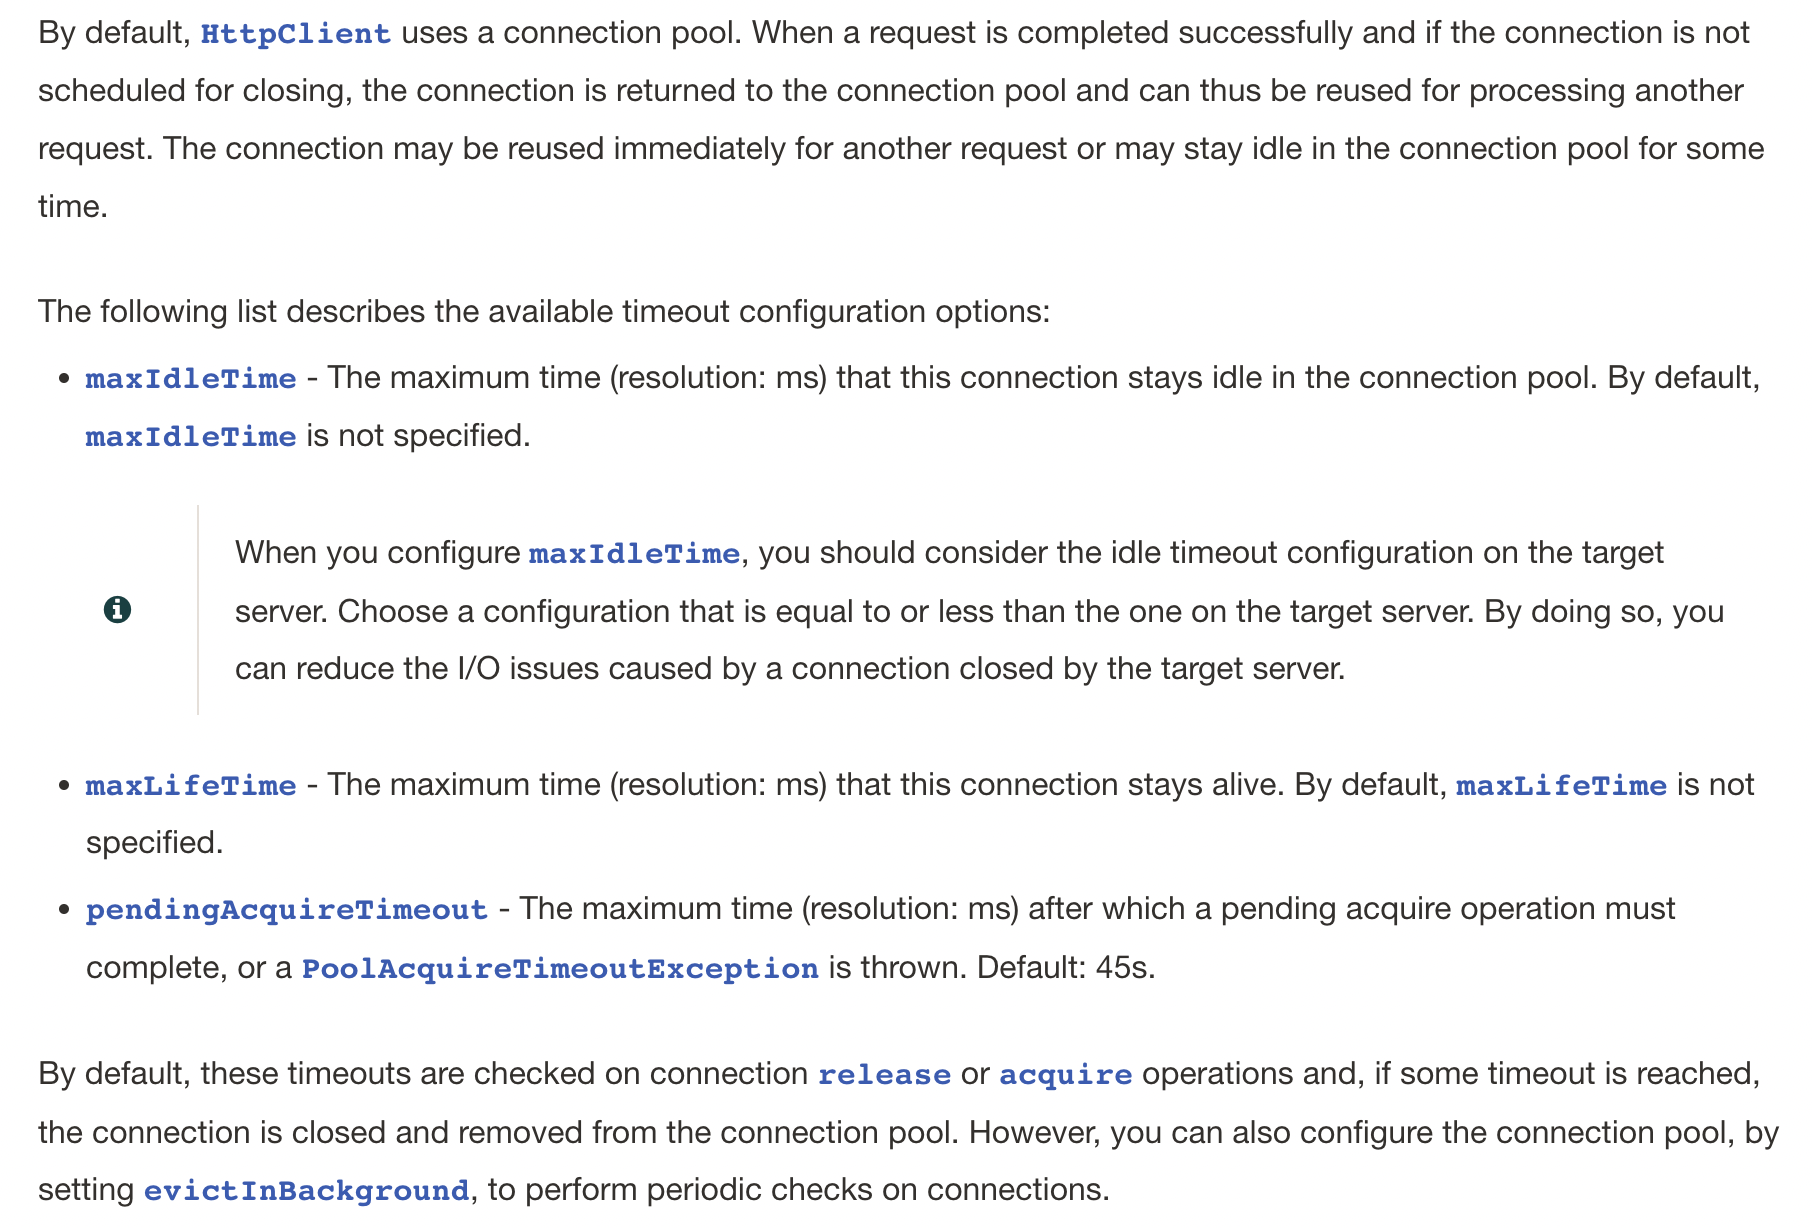 By default, HttpClient uses a connection pool. When a request is completed successfully and if the connection is not
scheduled for closing, the connection is returned to the connection pool and can thus be reused for processing another
request. The connection may be reused immediately for another request or may stay idle in the connection pool for some
time.
The following list describes the available timeout configuration options:
• maxIdleTime - The maximum time (resolution: ms) that this connection stays idle in the connection pool. By default,
maxIdleTime is not specified.
When you configure maxIdleTime, you should consider the idle timeout configuration on the target
server. Choose a configuration that is equal to or less than the one on the target server. By doing so, you
can reduce the I/O issues caused by a connection closed by the target server.
• maxLifeTime - The maximum time (resolution: ms) that this connection stays alive. By default, maxLifeTime is not
specified.
• pendingAcquireTimeout - The maximum time (resolution: ms) after which a pending acquire operation must
complete, or a PoolAcquireTimeoutException is thrown. Default: 45s.
By default, these timeouts are checked on connection release or acquire operations and, if some timeout is reached,
the connection is closed and removed from the connection pool. However, you can also configure the connection pool, by
setting evictInBackground, to perform periodic checks on connections.